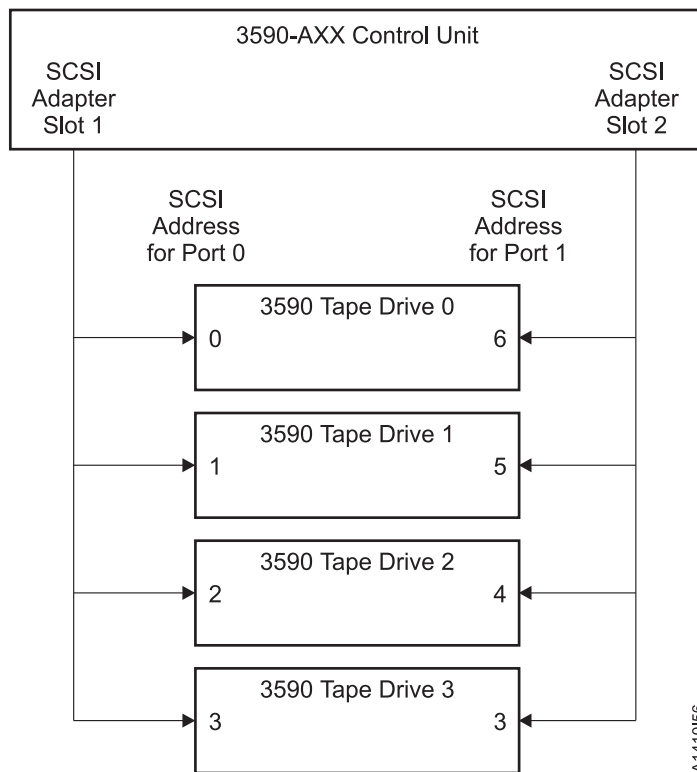 3590-AXX Control Unit
SCSI
Adapter
Slot 1
SCSI
Adapter
Slot 2
SCSI
Address
for Port 0
SCSI
Address
for Port 1
3590 Tape Drive 0
0
6
3590 Tape Drive 1
1
5
3590 Tape Drive 2
2
4
3590 Tape Drive 3
3
3